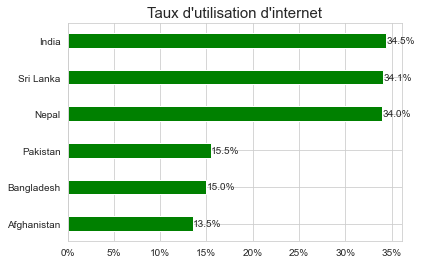 Taux d'utilisation d'internet
India
34.5%
Sri Lanka
34.1%
Nepal
34.0%
Pakistan
15.5%
Bangladesh
15.0%
Afghanistan
13.5%
0%
5%
10%
15%
20%
25%
30%
35%